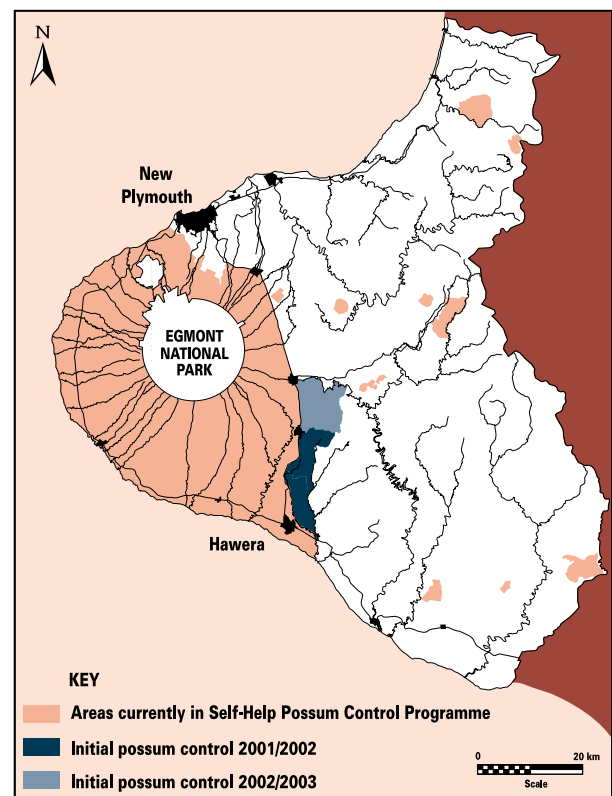 N
New
Plymouth
EGMONT
NATIONAL
PARK
Hawera
KEY
Areas currently in Self-Help Possum Control Programme
Initial possum control 2001/2002
Initial possum control 2002/2003
0 20 km
Scale